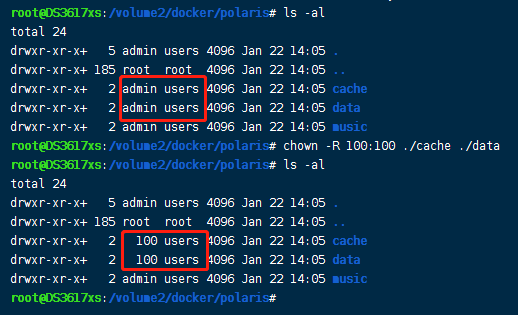 root@DS3617xs:/volume2/docker/polaris# ls -al
total 24
drwxr-xr-x+ 5 admin users 4096 Jan 22 14:05 .
drwxr-xr-x+ 185 root root 4096 Jan 22 14:05 ..
drwxr-xr-x+ 2 admin users 4096 Jan 22 14:05 cache
drwxr-xr-x+ 2 admin users 4096 Jan 22 14:05 data
drwxr-xr-x+ 2 admin users 4096 Jan 22 14:05 music
root@DS3617xs:/volume2/docker/polaris# chown -R 100:100 ./cache ./data
root@DS3617xs:/volume2/docker/polaris# ls -al
total 24
drwxr-xr-x+ 5 admin users 4096 Jan 22 14:05 .
drwxr-xr-x+ 185 root root 4096 Jan 22 14:05 ..
drwxr-xr-x+ 2 100 users 4096 Jan 22 14:05 cache
drwxr-xr-x+ 2 100 users 4096 Jan 22 14:05 data
drwxr-xr-x+ 2 admin users 4096 Jan 22 14:05 music
root@DS3617xs:/volume2/docker/polaris#